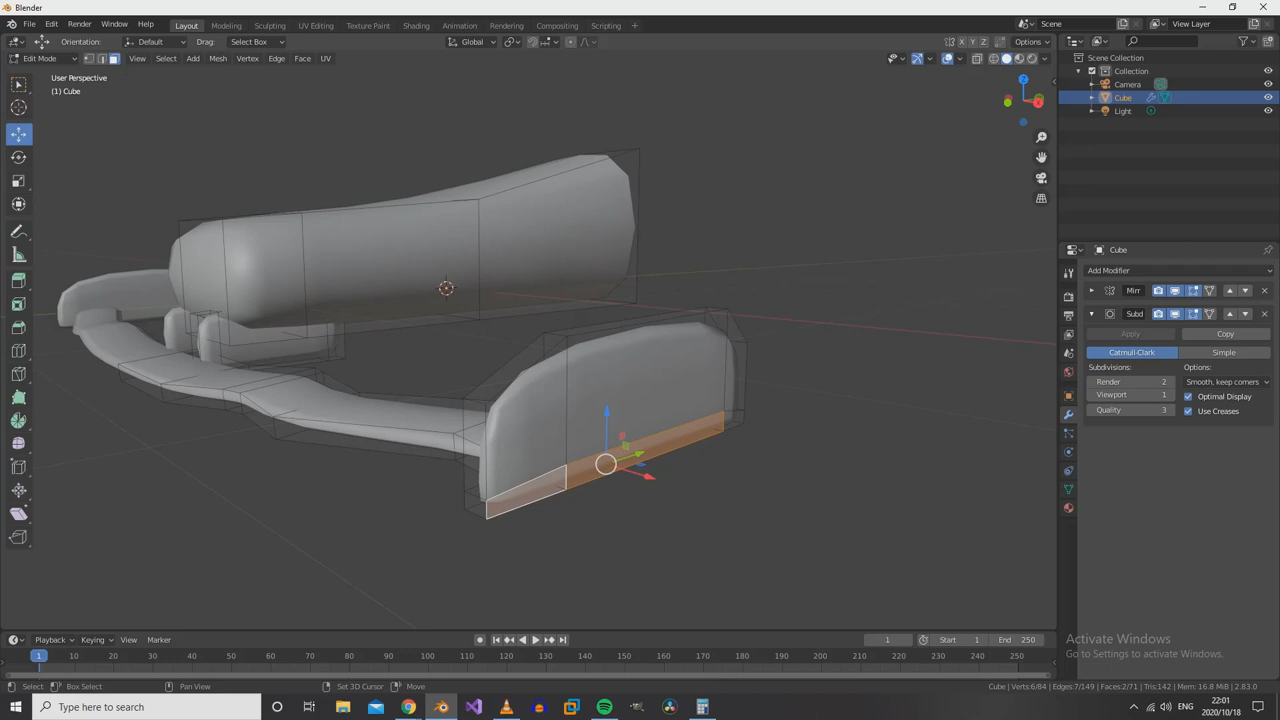 Blender
File Edit Render Window Help Layout Modeling Sculpting UV Editing Texture Paint Shading Animation Rendering Compositing Scripting + Scene View Layer
Orientation: Default Drag: Select Box Global X Y Z Options
Edit Mode View Select Add Mesh Vertex Edge Face UV
User Perspective
(1) Cube
Z
Scene Collection
Collection
Camera
Cube
Light
Cube
Add Modifier
Mirr
Subd
Apply Copy
Catmull-Clark Simple
Subdivisions: Options:
Render 2 Smooth, keep corners
Viewport 1 Optimal Display
Quality 3 Use Creases
Playback Keying View Marker 1 Start 1 End 250
1 10 20 30 40 50 60 70 80 90 100 110 120 130 140 150 160 170 180 190 200 210 220 230 240 250
Activate Windows
Go to Settings to activate Windows.
Select Box Select Pan View Set 3D Cursor Move Cube | Verts:6/84 | Edges:7/149 | Faces:2/71 | Tris:142 | Mem: 16.8 MiB | 2.83.0
Type here to search ENG 22:01
2020/10/18